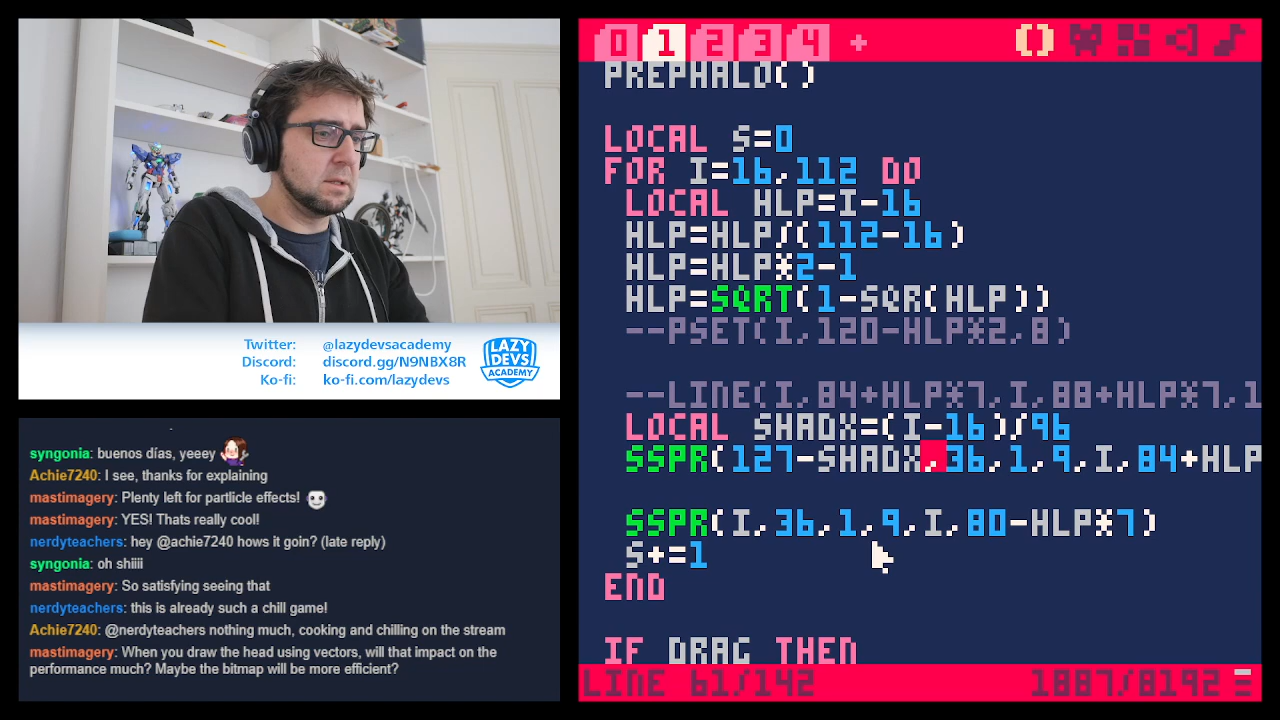 0 1 2 3 4 +
PREPHALO()
LOCAL S=0
FOR I=16,112 DO
LOCAL HLP=I-16
HLP=HLP/(112-16)
HLP=HLP*2-1
HLP=SQRT(1-SQR(HLP))
--PSET(I,120-HLP*2,8)
--LINE(I,84+HLP*7,I,88+HLP*7,1
LOCAL SHADX=(I-16)/96
SSPR(127-SHADX,36,1,9,I,84+HLP
SSPR(I,36,1,9,I,80-HLP*7)
S+=1
END
IF DRAG THEN
LINE 61/142 1887/8192
Twitter: @lazydevsacademy
Discord: discord.gg/N9NBX8R
Ko-fi: ko-fi.com/lazydevs
LAZY
DEVS
ACADEMY
syngonia: buenos días, yeeey
Achie7240: I see, thanks for explaining
mastimagery: Plenty left for partlicle effects!
mastimagery: YES! Thats really cool!
nerdyteachers: hey @achie7240 hows it goin? (late reply)
syngonia: oh shiiii
mastimagery: So satisfying seeing that
nerdyteachers: this is already such a chill game!
Achie7240: @nerdyteachers nothing much, cooking and chilling on the stream
mastimagery: When you draw the head using vectors, will that impact on the
performance much? Maybe the bitmap will be more efficient?